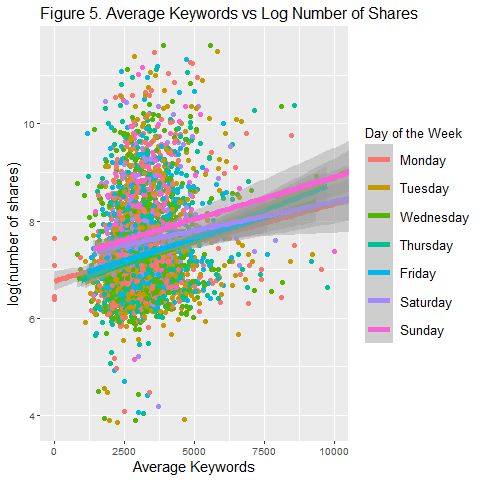 Figure 5. Average Keywords vs Log Number of Shares
10
8
6
4
log(number of shares)
0
2500
5000
7500
10000
Average Keywords
Day of the Week
Monday
Tuesday
Wednesday
Thursday
Friday
Saturday
Sunday